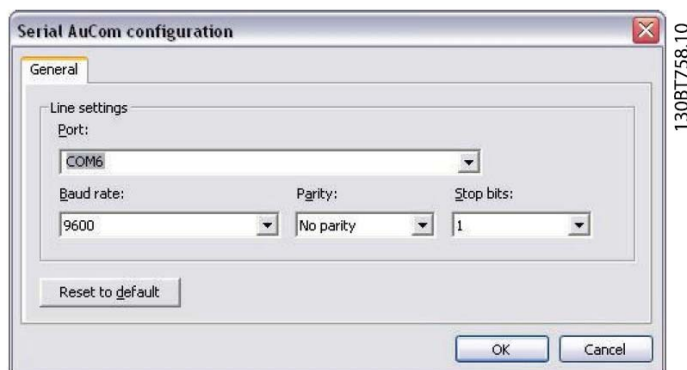 Serial AuCom configuration
General
Line settings
Port:
COM6
Baud rate: Parity: Stop bits:
9600 No parity 1
Reset to default
OK Cancel
130BT758.10